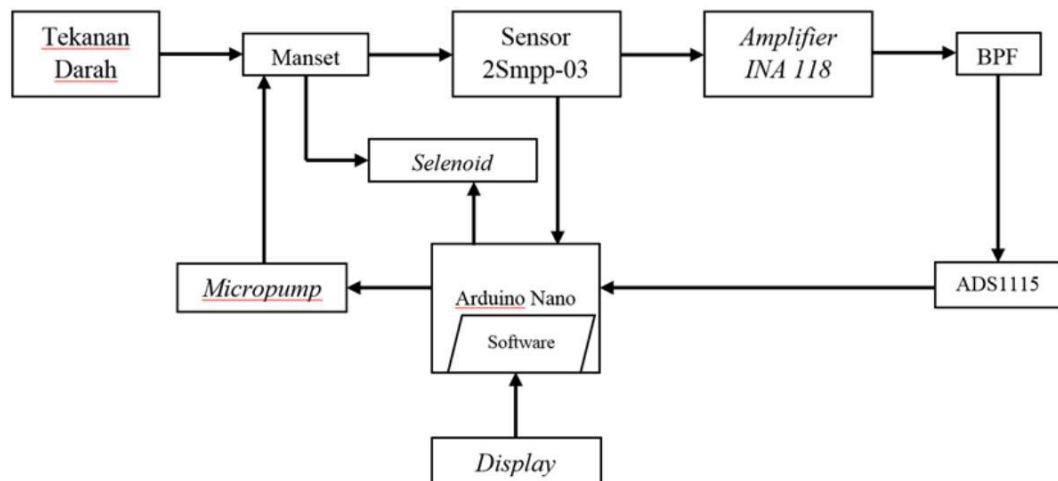 Tekanan
Darah
Manset
Sensor
2Smpp-03
Amplifier
INA 118
BPF
Selenoid
Micropump
Arduino Nano
Software
ADS1115
Display